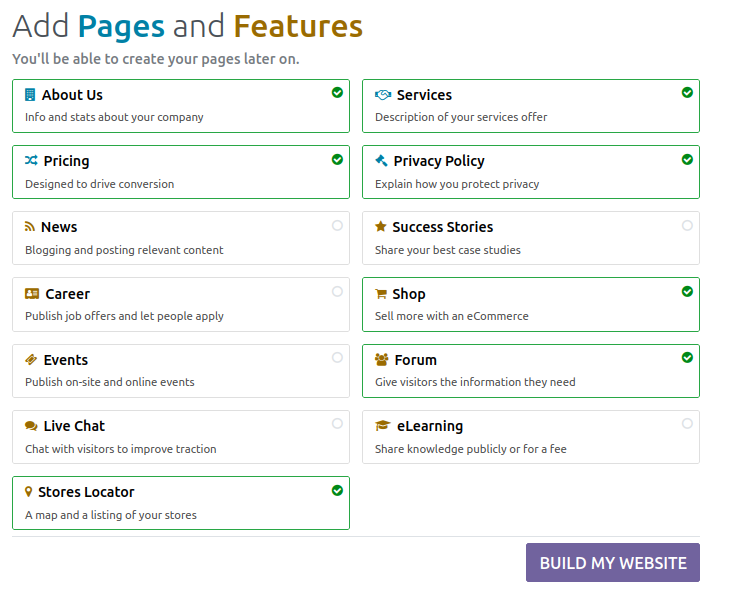 Add Pages and Features
You'll be able to create your pages later on.
About Us
Info and stats about your company
Services
Description of your services offer
Pricing
Designed to drive conversion
Privacy Policy
Explain how you protect privacy
News
Blogging and posting relevant content
Success Stories
Share your best case studies
Career
Publish job offers and let people apply
Shop
Sell more with an eCommerce
Events
Publish on-site and online events
Forum
Give visitors the information they need
Live Chat
Chat with visitors to improve traction
eLearning
Share knowledge publicly or for a fee
Stores Locator
A map and a listing of your stores
BUILD MY WEBSITE